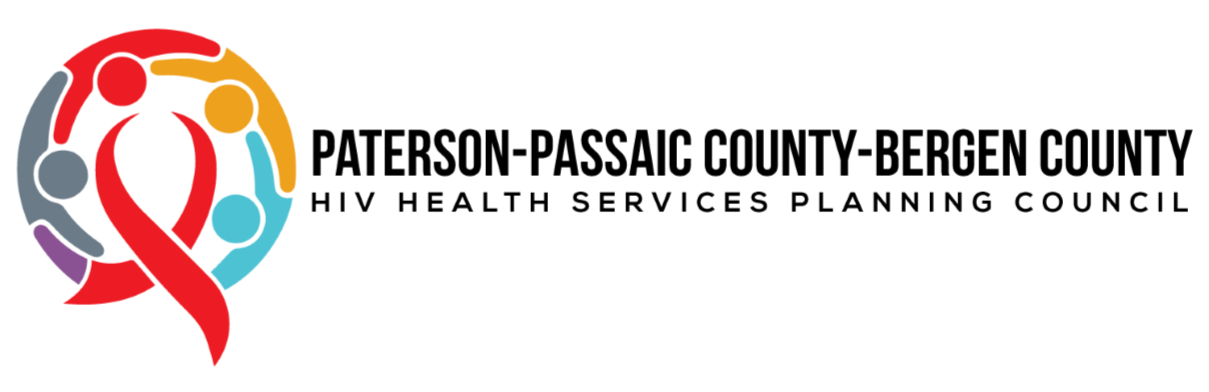 PATERSON-PASSAIC COUNTY-BERGEN COUNTY
HIV HEALTH SERVICES PLANNING COUNCIL